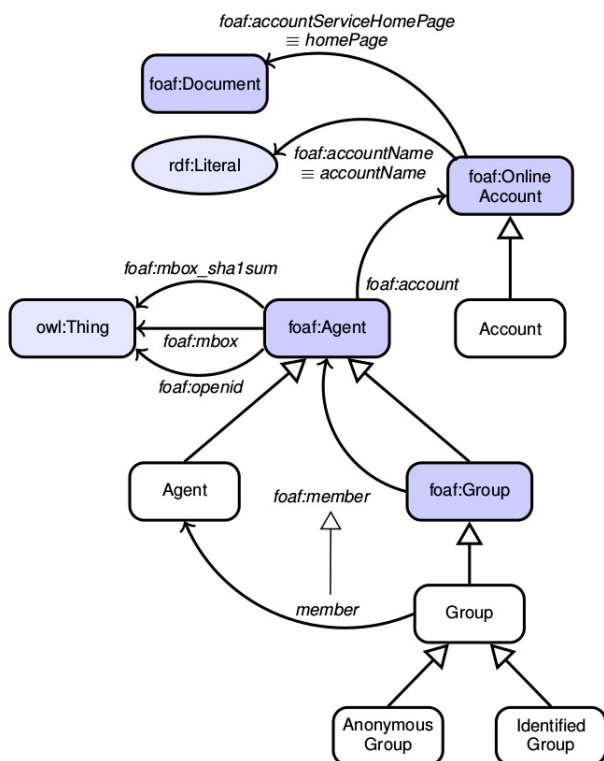 foaf:accountServiceHomePage
≡ homePage
foaf:Document
rdf:Literal
foaf:accountName
≡ accountName
foaf:Online
Account
foaf:mbox_sha1sum
foaf:account
owl:Thing
foaf:Agent
Account
foaf:mbox
foaf:openid
Agent
foaf:member
foaf:Group
member
Group
Anonymous
Group
Identified
Group